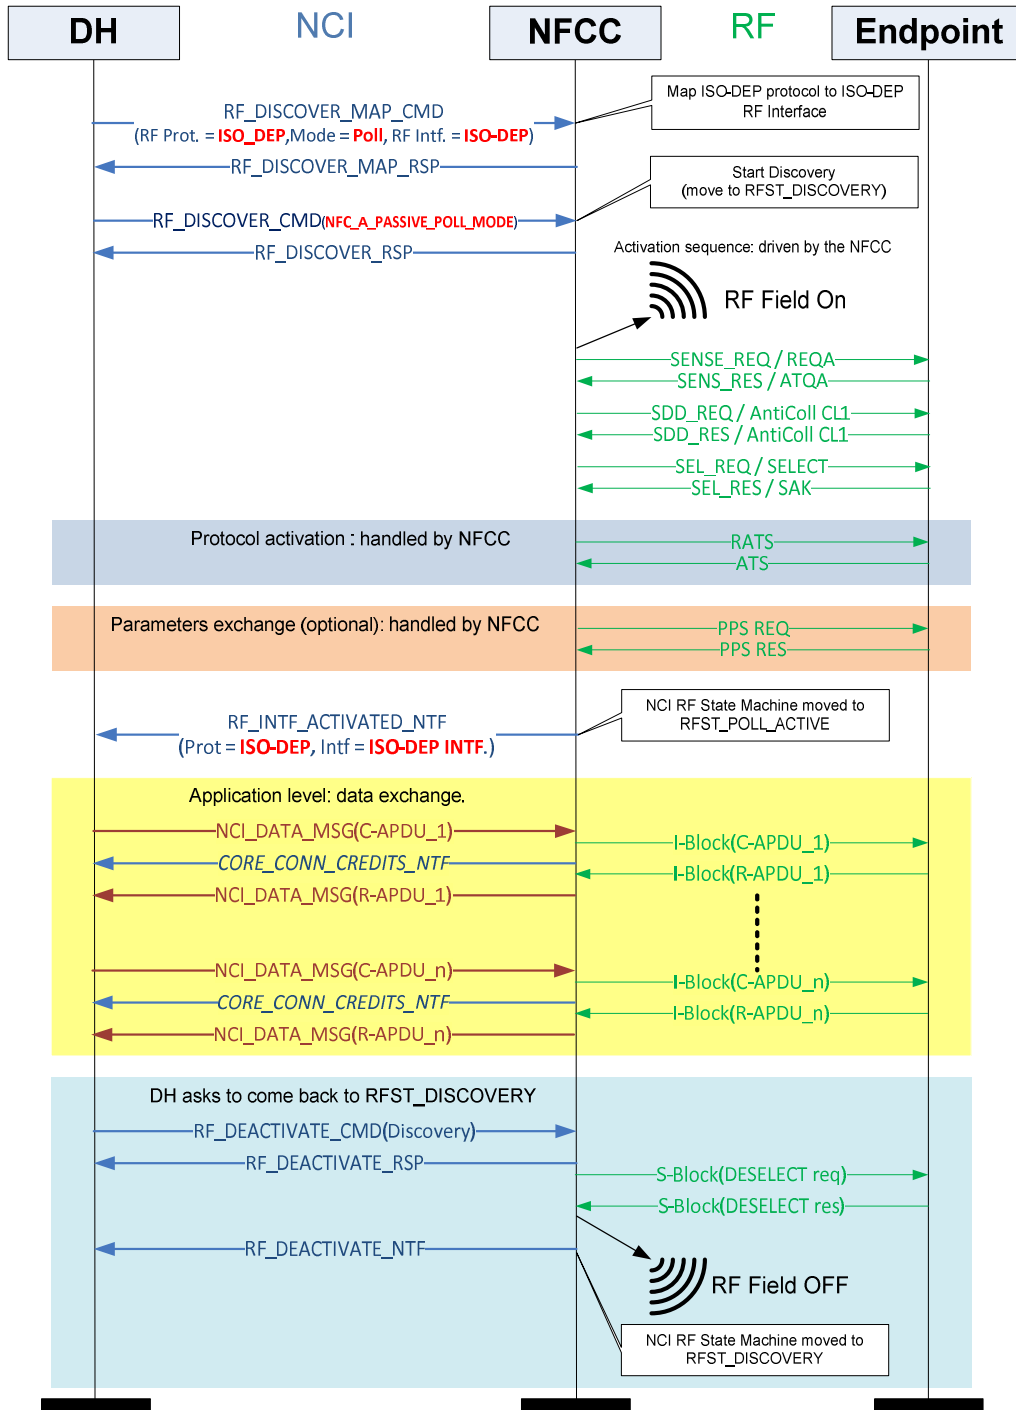 DH
NCI
NFCC
RF
Endpoint
Map ISO-DEP protocol to ISO-DEP
RF Interface
RF_DISCOVER_MAP_CMD
(RF Prot. = ISO_DEP,Mode = Poll, RF Intf. = ISO-DEP)
RF_DISCOVER_MAP_RSP
Start Discovery
(move to RFST_DISCOVERY)
RF_DISCOVER_CMD(NFC_A_PASSIVE_POLL_MODE)
RF_DISCOVER_RSP
Activation sequence: driven by the NFCC
RF Field On
SENSE_REQ / REQA
SENS_RES / ATQA
SDD_REQ / AntiColl CL1
SDD_RES / AntiColl CL1
SEL_REQ / SELECT
SEL_RES / SAK
Protocol activation : handled by NFCC
RATS
ATS
Parameters exchange (optional): handled by NFCC
PPS REQ
PPS RES
NCI RF State Machine moved to
RFST_POLL_ACTIVE
RF_INTF_ACTIVATED_NTF
(Prot = ISO-DEP, Intf = ISO-DEP INTF.)
Application level: data exchange.
NCI_DATA_MSG(C-APDU_1)
I-Block(C-APDU_1)
CORE_CONN_CREDITS_NTF
I-Block(R-APDU_1)
NCI_DATA_MSG(R-APDU_1)
NCI_DATA_MSG(C-APDU_n)
I-Block(C-APDU_n)
CORE_CONN_CREDITS_NTF
I-Block(R-APDU_n)
NCI_DATA_MSG(R-APDU_n)
DH asks to come back to RFST_DISCOVERY
RF_DEACTIVATE_CMD(Discovery)
RF_DEACTIVATE_RSP
S-Block(DESELECT req)
S-Block(DESELECT res)
RF_DEACTIVATE_NTF
RF Field OFF
NCI RF State Machine moved to
RFST_DISCOVERY